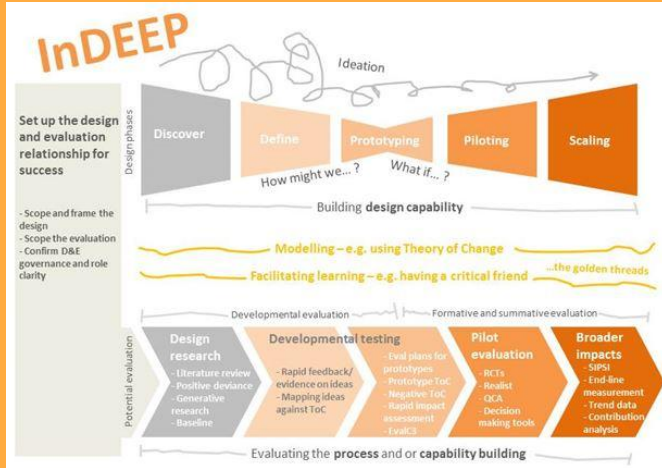 InDEEP
Ideation
Set up the design
and evaluation
relationship for
success
- Scope and frame the
design
- Scope the evaluation
- Confirm D&E
governance and role
clarity
Design phases
Discover
Define
Prototyping
Piloting
Scaling
How might we... ?
What if... ?
Building design capability
Modelling – e.g. using Theory of Change
Facilitating learning – e.g. having a critical friend
...the golden threads
Developmental evaluation
Formative and summative evaluation
Potential evaluation
Design
research
- Literature review
- Positive deviance
- Generative
research
- Baseline
Developmental testing
- Rapid feedback/
evidence on ideas
- Mapping ideas
against ToC
- Eval plans for
prototypes
- Prototype ToC
- Negative ToC
- Rapid impact
assessment
- EvalC3
Pilot
evaluation
- RCTs
- Realist
- QCA
- Decision
making tools
Broader
impacts
- SIPSI
- End-line
measurement
- Trend data
- Contribution
analysis
Evaluating the process and or capability building